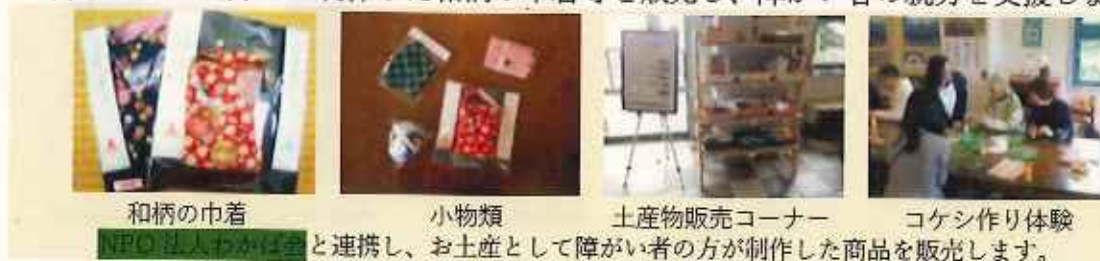 和柄の巾着
小物類
土産物販売コーナー
コケシ作り体験
NPO 法人わかば会と連携し、お土産として障がい者の方が制作した商品を販売します。